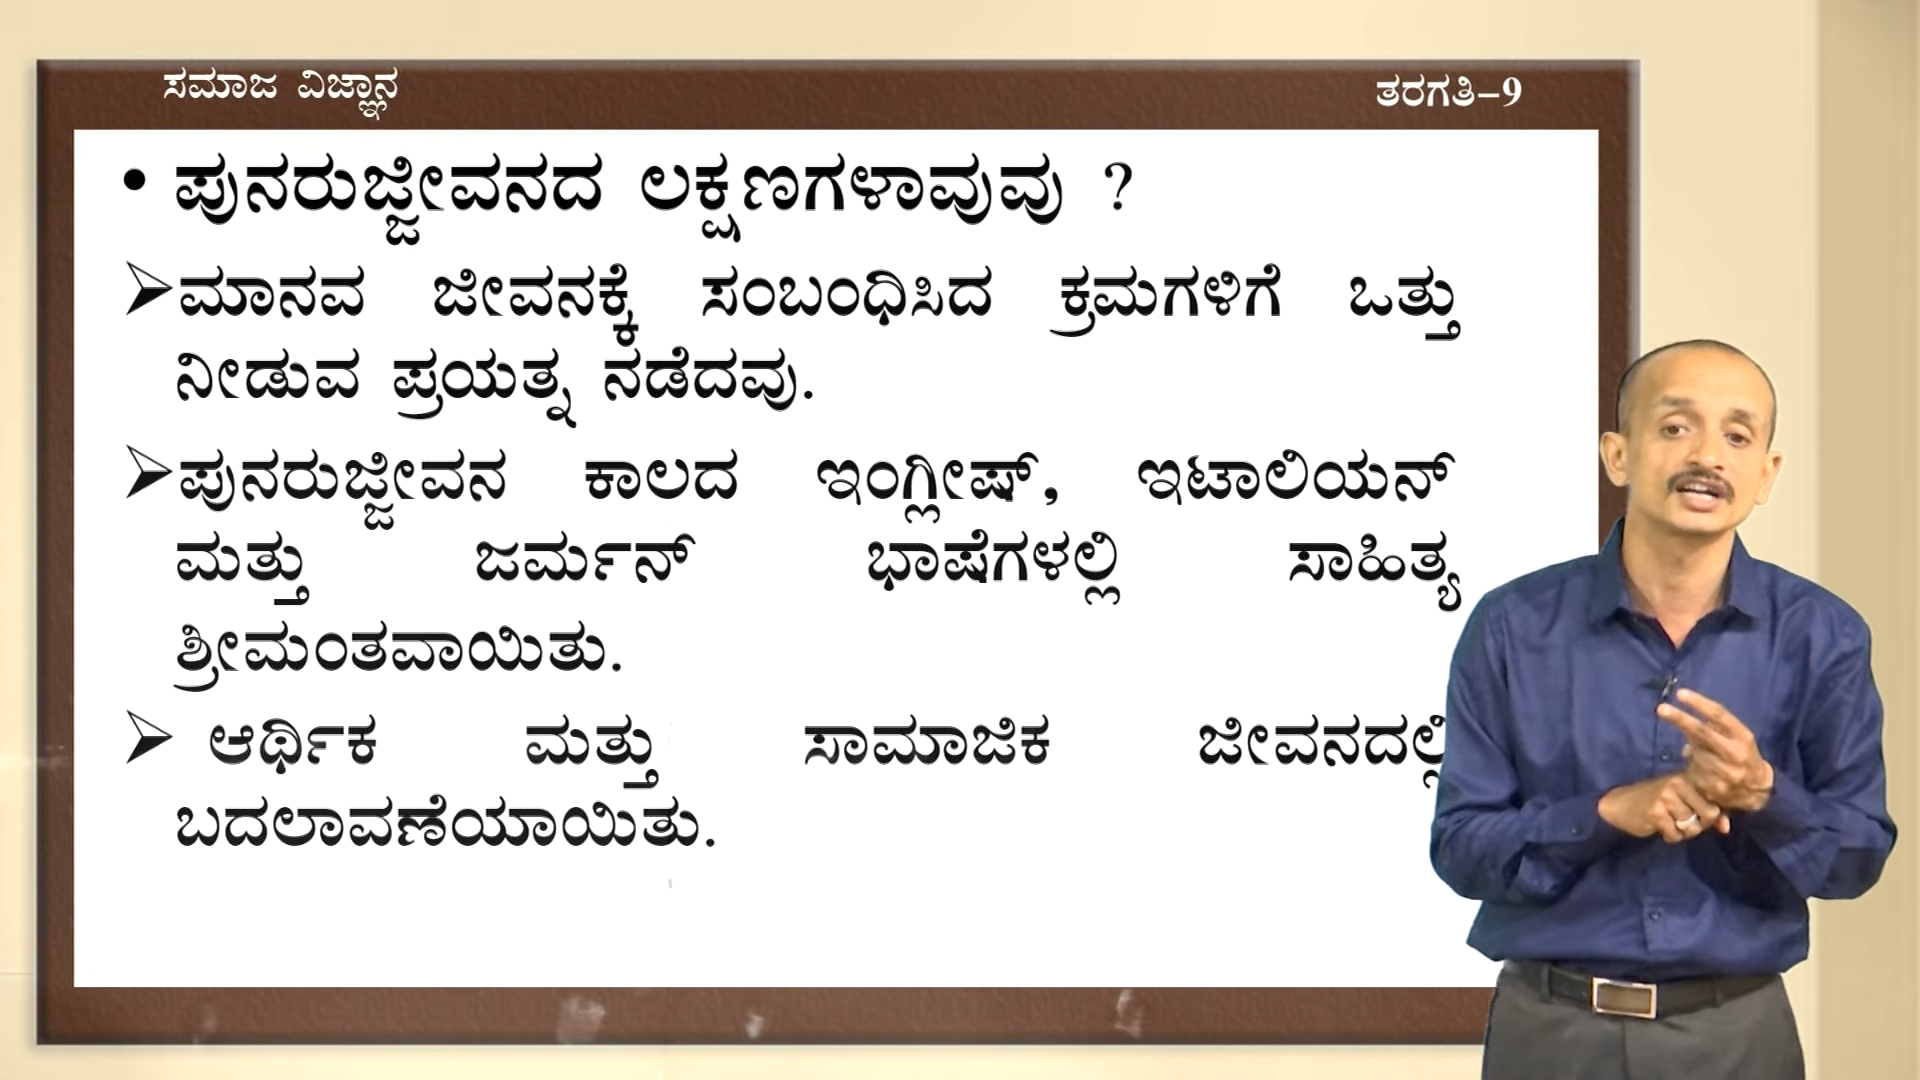 ಸಮಾಜ ವಿಜ್ಞಾನ
ತರಗತಿ-9
• ಪುನರುಜ್ಜೀವನದ ಲಕ್ಷಣಗಳಾವುವು ?
➢ಮಾನವ ಜೀವನಕ್ಕೆ ಸಂಬಂಧಿಸಿದ ಕ್ರಮಗಳಿಗೆ ಒತ್ತು
ನೀಡುವ ಪ್ರಯತ್ನ ನಡೆದವು.
➢ಪುನರುಜ್ಜೀವನ ಕಾಲದ ಇಂಗ್ಲೀಷ್, ಇಟಾಲಿಯನ್
ಮತ್ತು ಜರ್ಮನ್ ಭಾಷೆಗಳಲ್ಲಿ ಸಾಹಿತ್ಯ
ಶ್ರೀಮಂತವಾಯಿತು.
➢ ಆರ್ಥಿಕ ಮತ್ತು ಸಾಮಾಜಿಕ ಜೀವನದಲ್ಲಿ
ಬದಲಾವಣೆಯಾಯಿತು.